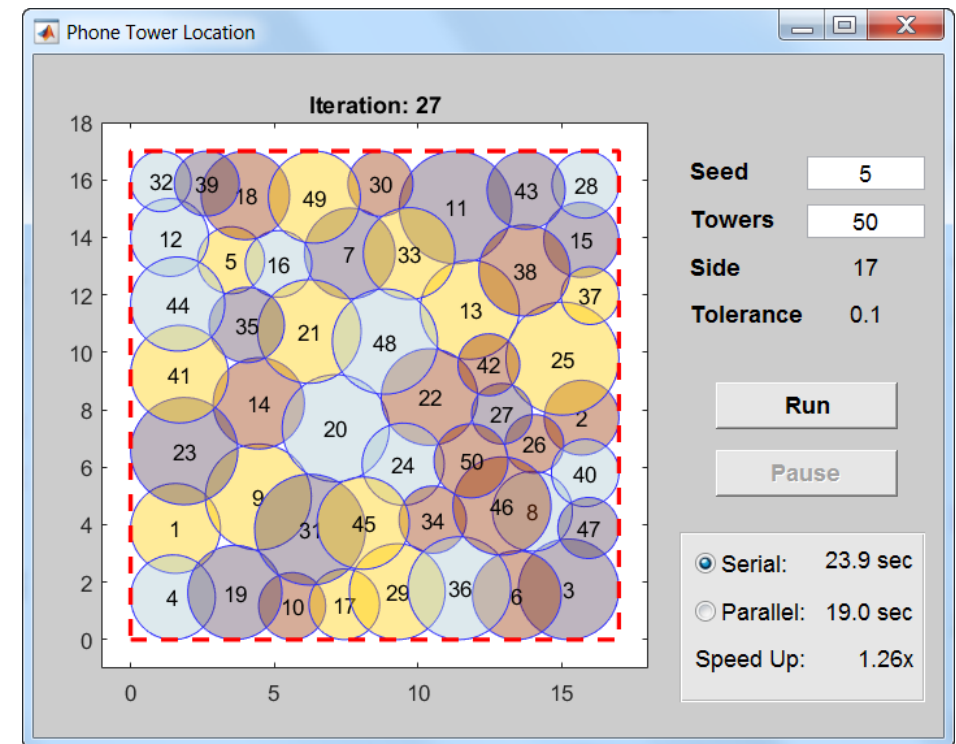 Phone Tower Location
Iteration: 27
18
16
14
12
10
8
6
4
2
0
0 5 10 15
32 39 18 49 30 11 43 28
12 5 16 7 33 38 15
44 35 21 48 13 37
41 14 20 22 42 25
23 24 50 27 26 2
1 9 31 45 34 46 8 40 47
4 19 10 17 29 36 6 3
Seed 5
Towers 50
Side 17
Tolerance 0.1
Run
Pause
Serial: 23.9 sec
Parallel: 19.0 sec
Speed Up: 1.26x